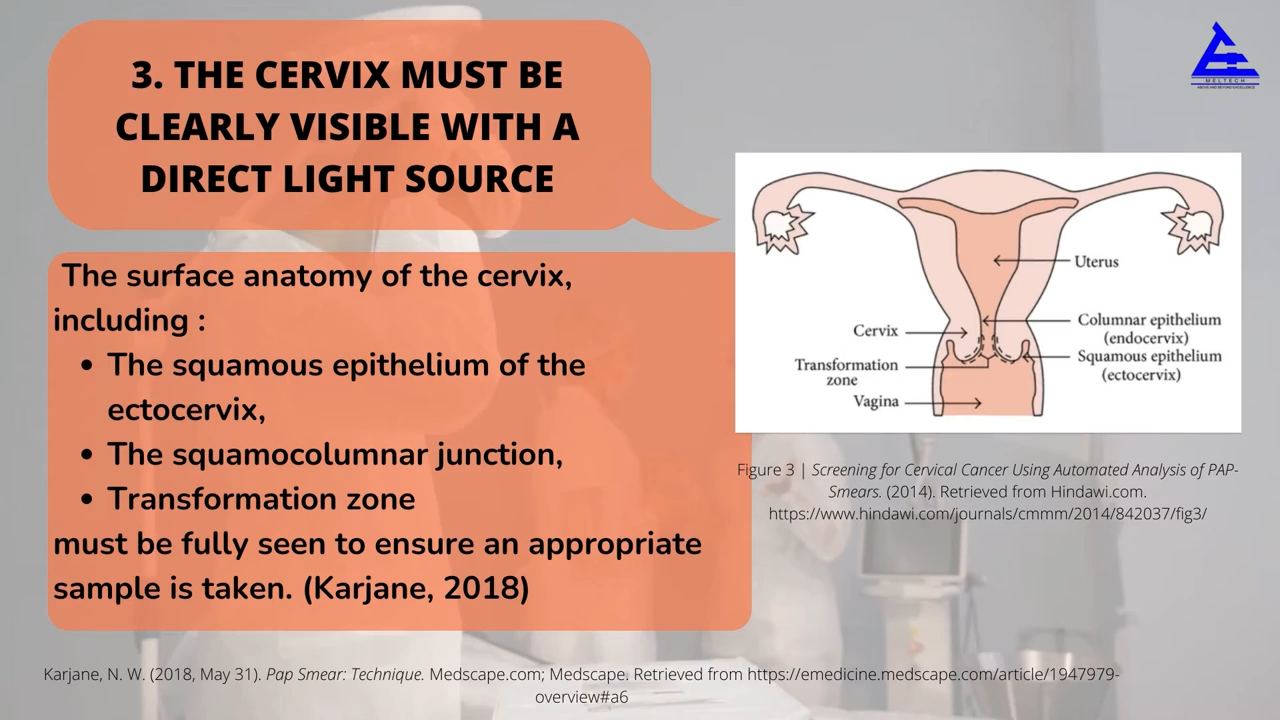 3. THE CERVIX MUST BE
CLEARLY VISIBLE WITH A
DIRECT LIGHT SOURCE
MELTECH
ABOVE AND BEYOND EXCELLENCE
The surface anatomy of the cervix,
including :
• The squamous epithelium of the
ectocervix,
• The squamocolumnar junction,
• Transformation zone
must be fully seen to ensure an appropriate
sample is taken. (Karjane, 2018)
Uterus
Columnar epithelium
(endocervix)
Squamous epithelium
(ectocervix)
Cervix
Transformation
zone
Vagina
Figure 3 | Screening for Cervical Cancer Using Automated Analysis of PAP-
Smears. (2014). Retrieved from Hindawi.com.
https://www.hindawi.com/journals/cmmm/2014/842037/fig3/
Karjane, N. W. (2018, May 31). Pap Smear: Technique. Medscape.com; Medscape. Retrieved from https://emedicine.medscape.com/article/1947979-
overview#a6